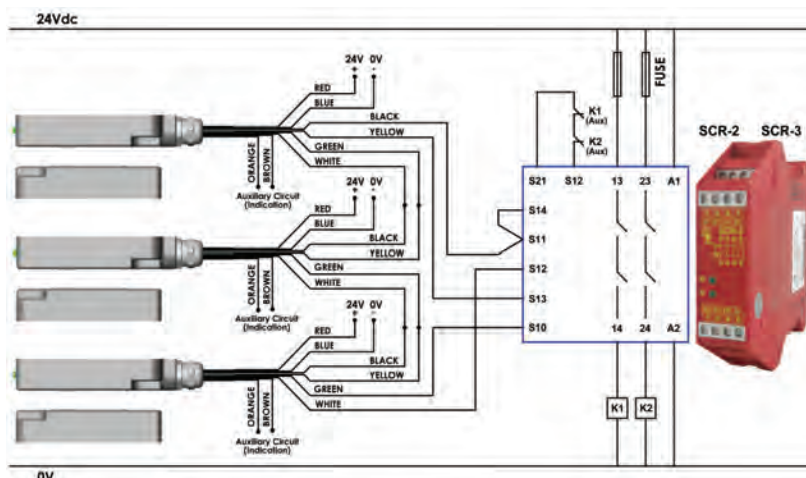 24Vdc
24V 0V
+ -
RED
BLUE
BLACK
YELLOW
GREEN
WHITE
ORANGE
BROWN
Auxiliary Circuit
(Indication)
24V 0V
+ -
RED
BLUE
BLACK
YELLOW
GREEN
WHITE
ORANGE
BROWN
Auxiliary Circuit
(Indication)
24V 0V
+ -
RED
BLUE
BLACK
YELLOW
GREEN
WHITE
ORANGE
BROWN
Auxiliary Circuit
(Indication)
K1
(Aux)
K2
(Aux)
FUSE
SCR-2 SCR-3
S21 S12 13 23 A1
S14
S11
S12
S13
S10
14 24 A2
K1 K2
0V